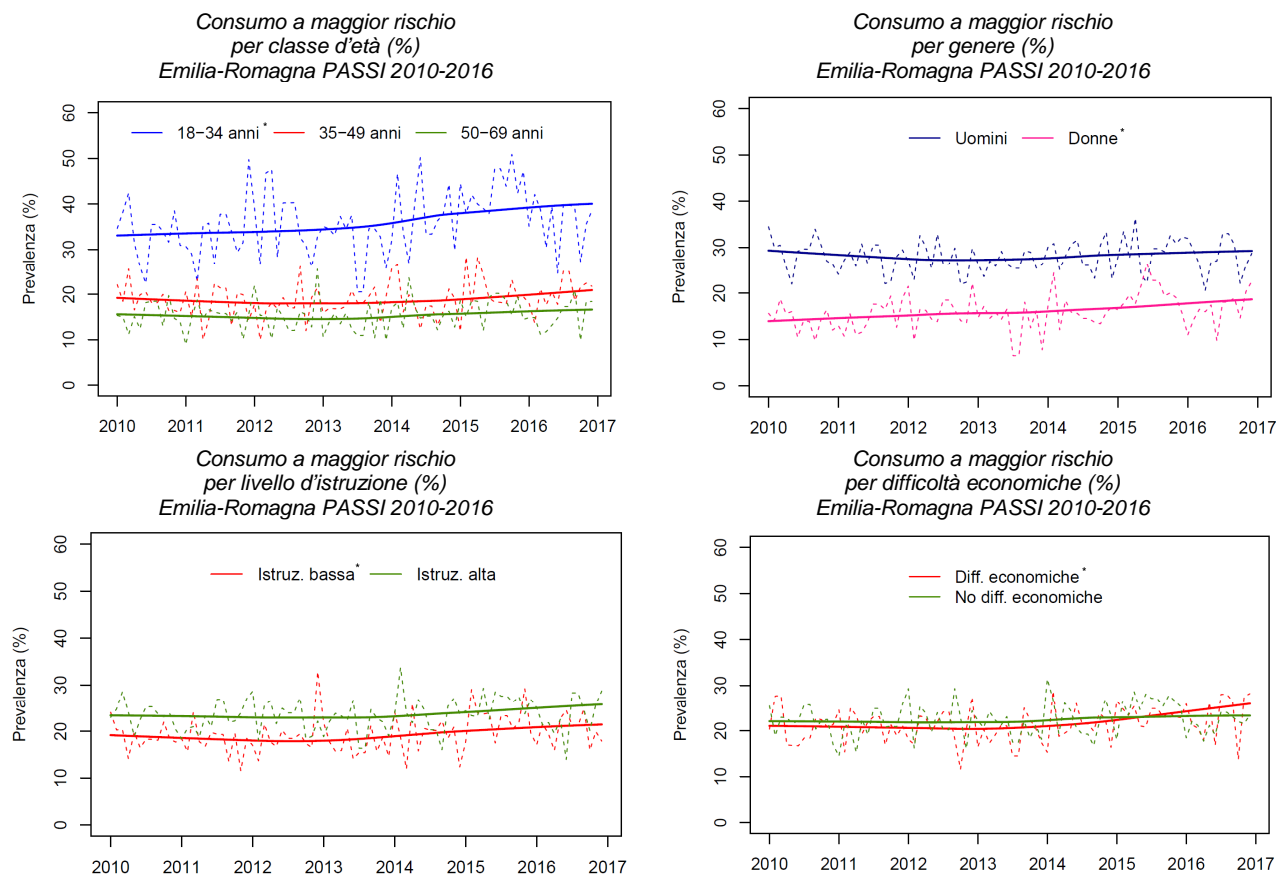 Consumo a maggior rischio
per classe d'età (%)
Emilia-Romagna PASSI 2010-2016
Prevalenza (%)
60
50
40
30
20
10
0
18−34 anni * 35−49 anni 50−69 anni
2010 2011 2012 2013 2014 2015 2016 2017
Consumo a maggior rischio
per genere (%)
Emilia-Romagna PASSI 2010-2016
Prevalenza (%)
60
50
40
30
20
10
0
Uomini Donne *
2010 2011 2012 2013 2014 2015 2016 2017
Consumo a maggior rischio
per livello d'istruzione (%)
Emilia-Romagna PASSI 2010-2016
Prevalenza (%)
60
50
40
30
20
10
0
Istruz. bassa * Istruz. alta
2010 2011 2012 2013 2014 2015 2016 2017
Consumo a maggior rischio
per difficoltà economiche (%)
Emilia-Romagna PASSI 2010-2016
Prevalenza (%)
60
50
40
30
20
10
0
Diff. economiche *
No diff. economiche
2010 2011 2012 2013 2014 2015 2016 2017